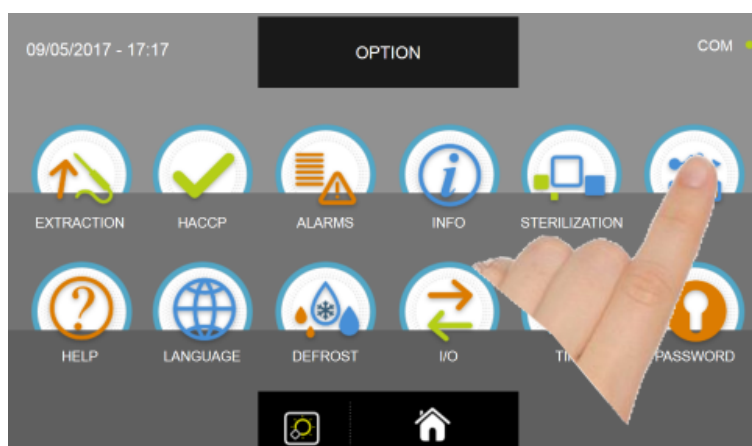 09/05/2017 - 17:17
OPTION
COM
EXTRACTION
HACCP
ALARMS
INFO
STERILIZATION
HELP
LANGUAGE
DEFROST
I/O
PASSWORD